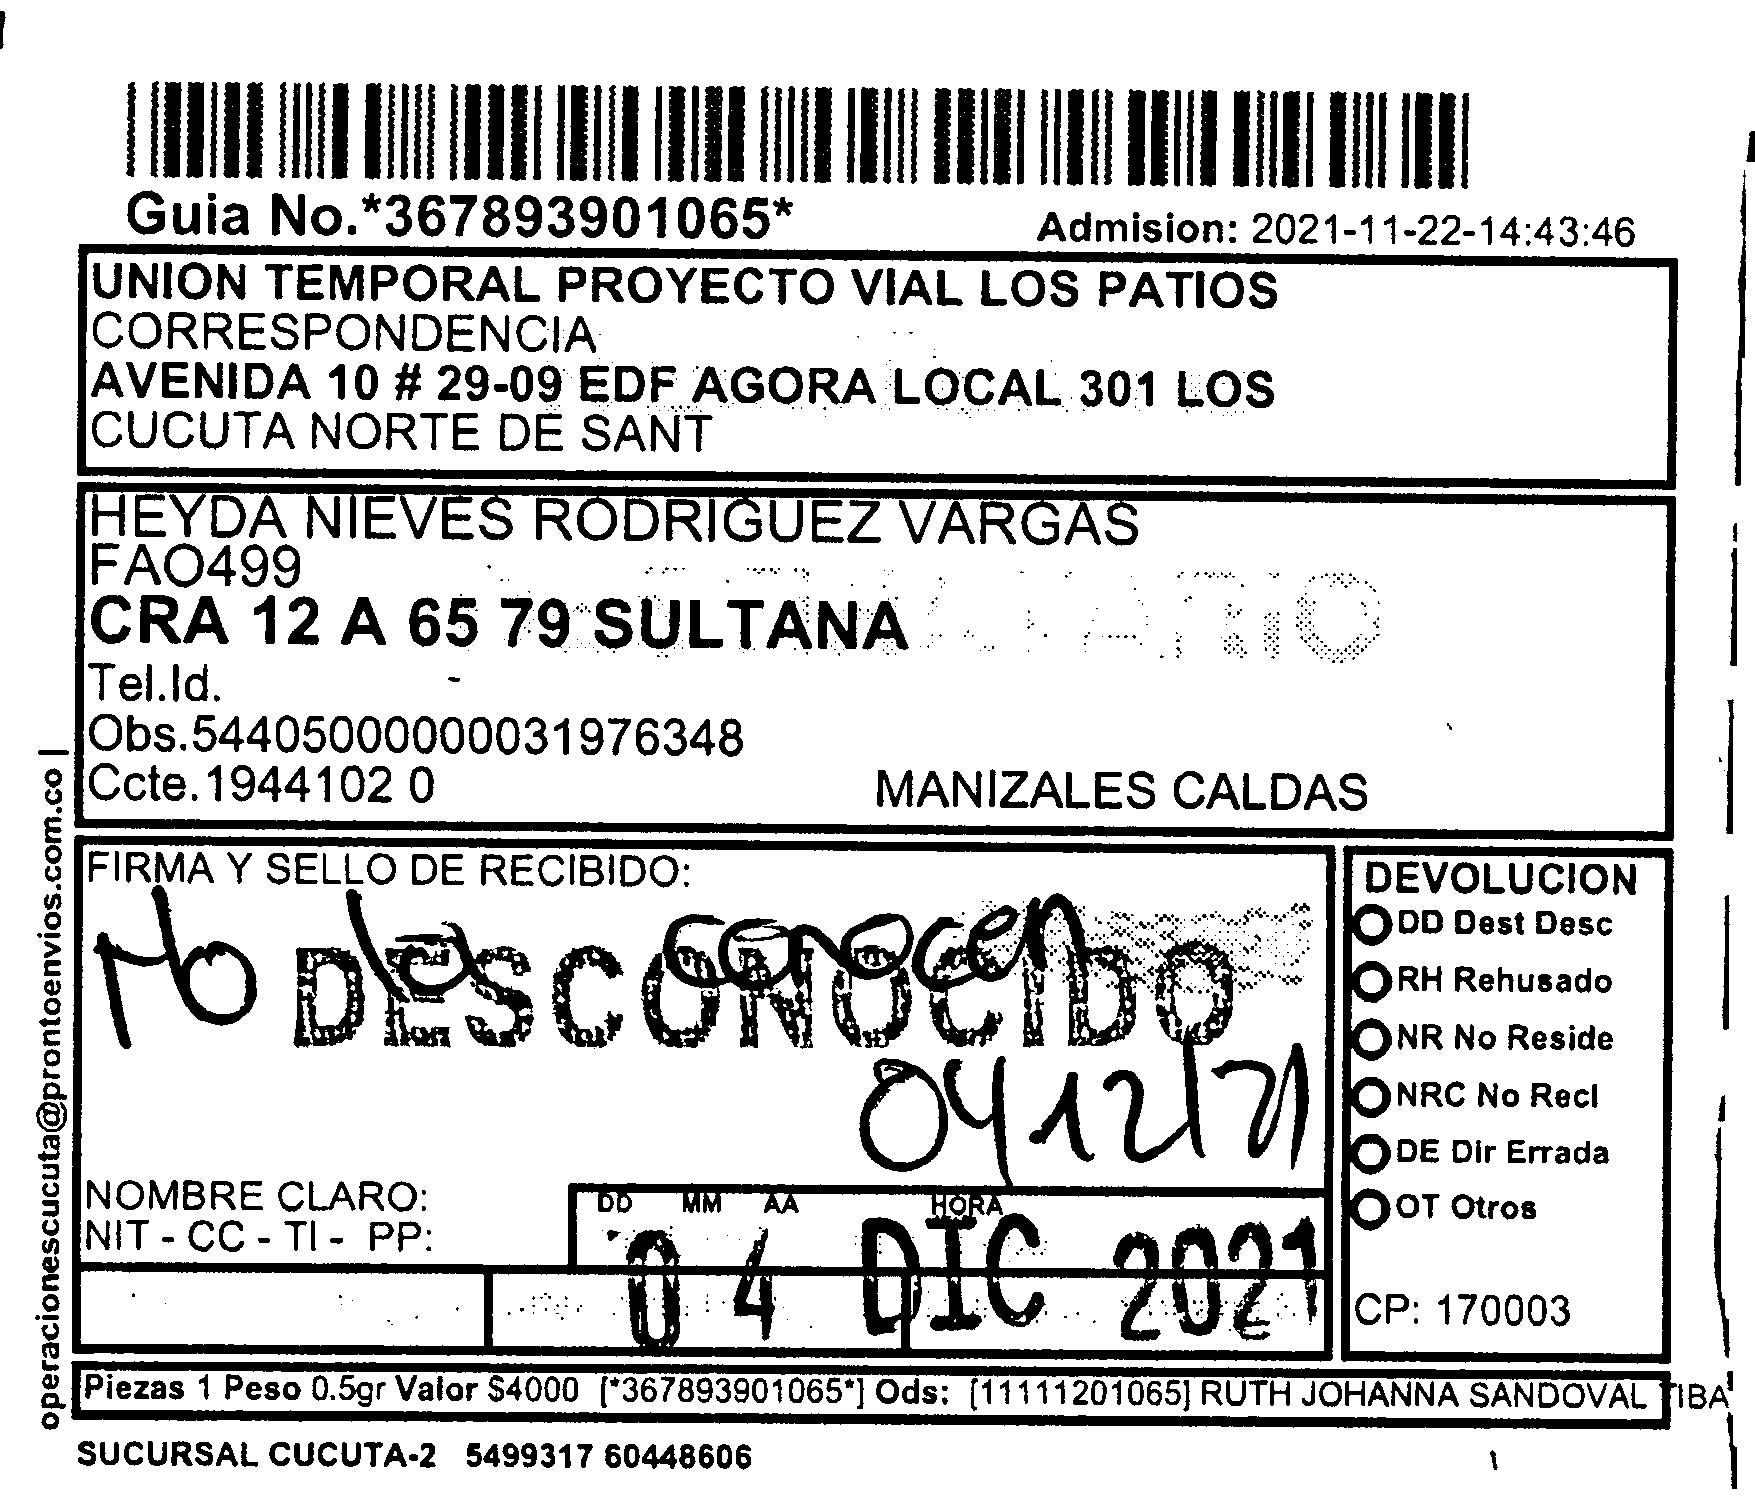 Guia No.*367893901065*
Admision: 2021-11-22-14:43:46
UNION TEMPORAL PROYECTO VIAL LOS PATIOS
CORRESPONDENCIA
AVENIDA 10 # 29-09 EDF AGORA LOCAL 301 LOS
CUCUTA NORTE DE SANT
HEYDA NIEVES RODRIGUEZ VARGAS
FAO499
CRA 12 A 65 79 SULTANA
Tel.Id. -
Obs.544050000000031976348
Ccte.1944102 0
MANIZALES CALDAS
operacionescucuta@prontoenvios.com.co |
FIRMA Y SELLO DE RECIBIDO:
No los conocen
DESCONOCIDO
04/12/21
NOMBRE CLARO:
NIT - CC - TI - PP:
DD MM AA HORA
04 DIC 2021
DEVOLUCION
DD Dest Desc
RH Rehusado
NR No Reside
NRC No Recl
DE Dir Errada
OT Otros
CP: 170003
Piezas 1 Peso 0.5gr Valor $4000 [*367893901065*] Ods: [11111201065] RUTH JOHANNA SANDOVAL TIBA
SUCURSAL CUCUTA-2 5499317 60448606